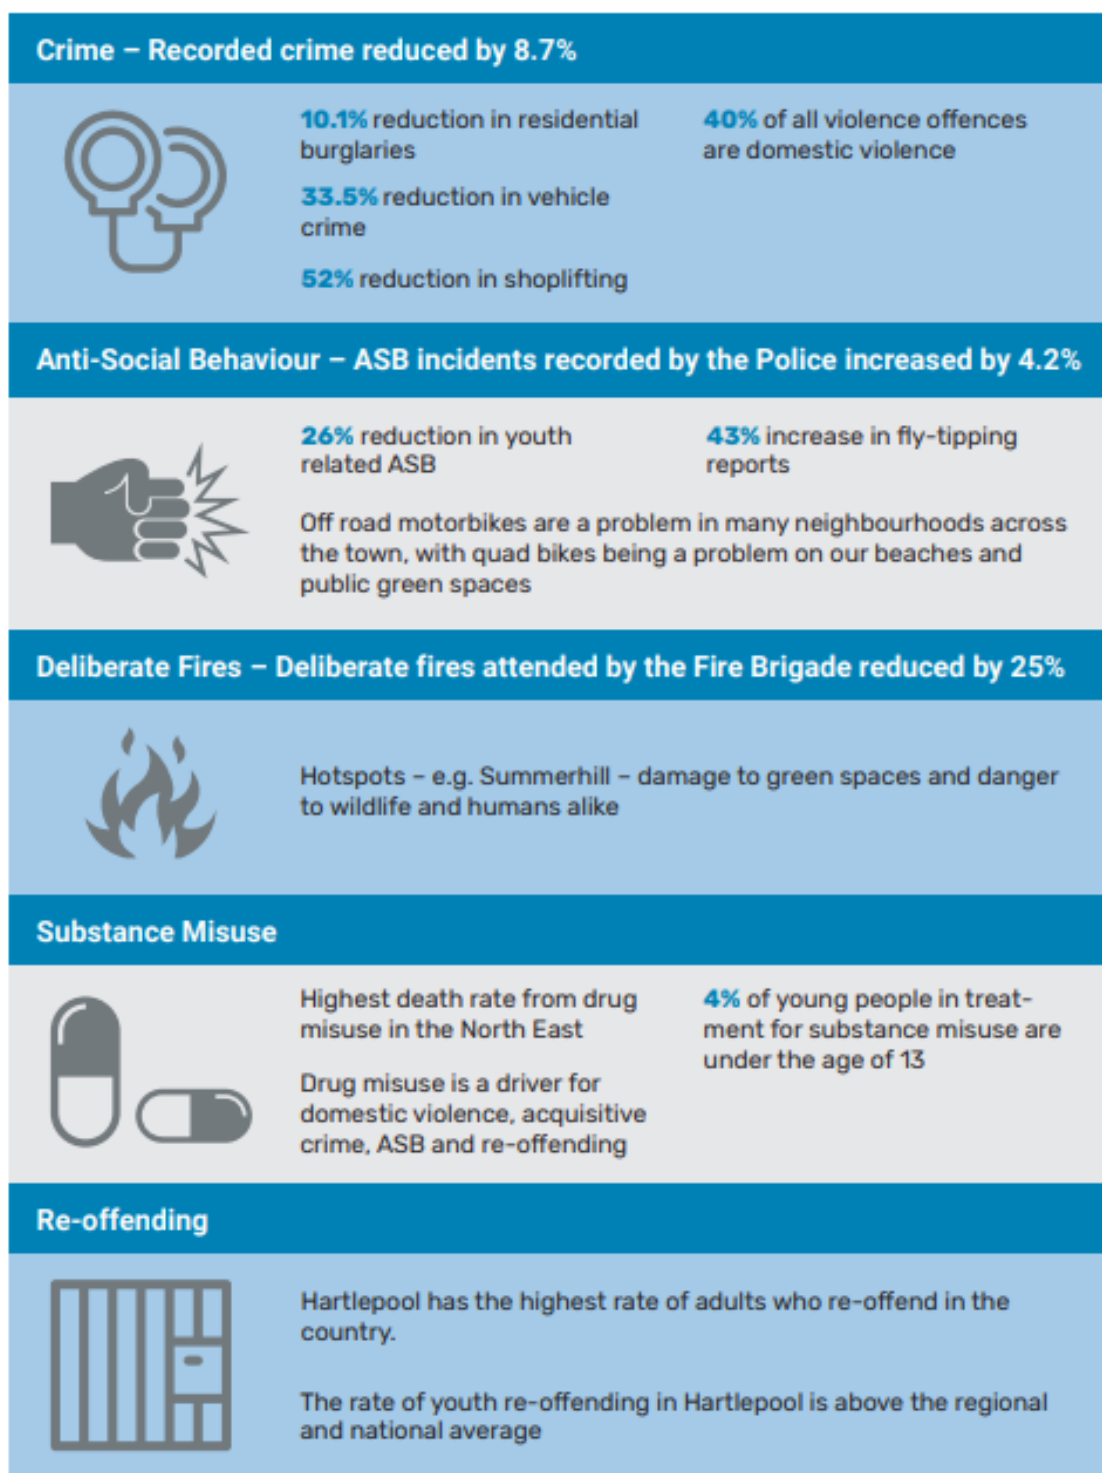 Crime – Recorded crime reduced by 8.7%
10.1% reduction in residential
burglaries
33.5% reduction in vehicle
crime
52% reduction in shoplifting
40% of all violence offences
are domestic violence
Anti-Social Behaviour – ASB incidents recorded by the Police increased by 4.2%
26% reduction in youth
related ASB
43% increase in fly-tipping
reports
Off road motorbikes are a problem in many neighbourhoods across
the town, with quad bikes being a problem on our beaches and
public green spaces
Deliberate Fires – Deliberate fires attended by the Fire Brigade reduced by 25%
Hotspots – e.g. Summerhill – damage to green spaces and danger
to wildlife and humans alike
Substance Misuse
Highest death rate from drug
misuse in the North East
Drug misuse is a driver for
domestic violence, acquisitive
crime, ASB and re-offending
4% of young people in treat-
ment for substance misuse are
under the age of 13
Re-offending
Hartlepool has the highest rate of adults who re-offend in the
country.
The rate of youth re-offending in Hartlepool is above the regional
and national average